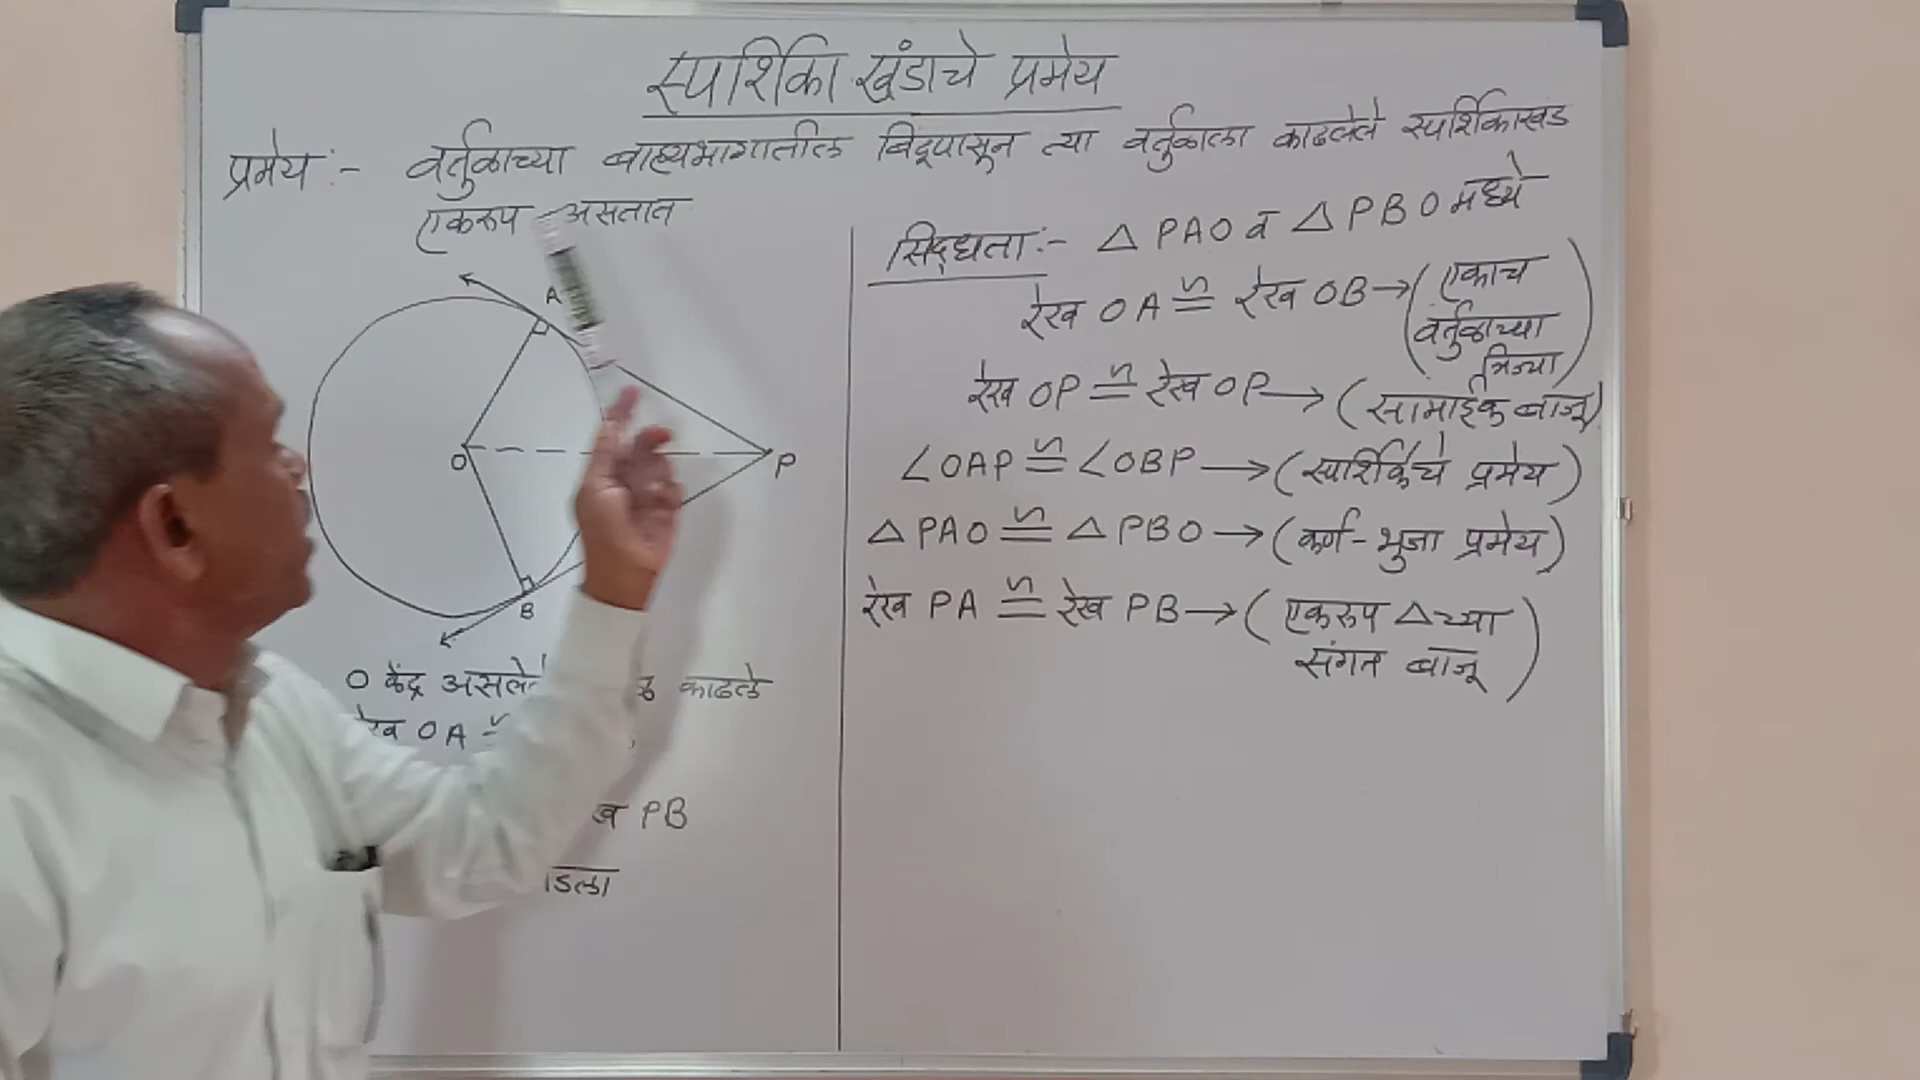 स्पर्शिका खंडाचे प्रमेय
प्रमेय :- वर्तुळाच्या बाह्यभागातील बिंदूपासून त्या वर्तुळाला काढलेले स्पर्शिकाखंड
एकरुप असतात
A
O
P
B
O केंद्र असलेले काढले
रेख OA ≅
PB
सिद्धता :- △ PAO व △ PBO मध्ये
रेख OA ≅ रेख OB → (एकाच
वर्तुळाच्या
त्रिज्या)
रेख OP ≅ रेख OP → (सामाईक बाजू)
∠OAP ≅ ∠OBP → (स्पर्शिकेचे प्रमेय)
△ PAO ≅ △ PBO → (कर्ण-भुजा प्रमेय)
रेख PA ≅ रेख PB → (एकरुप △च्या
संगत बाजू)